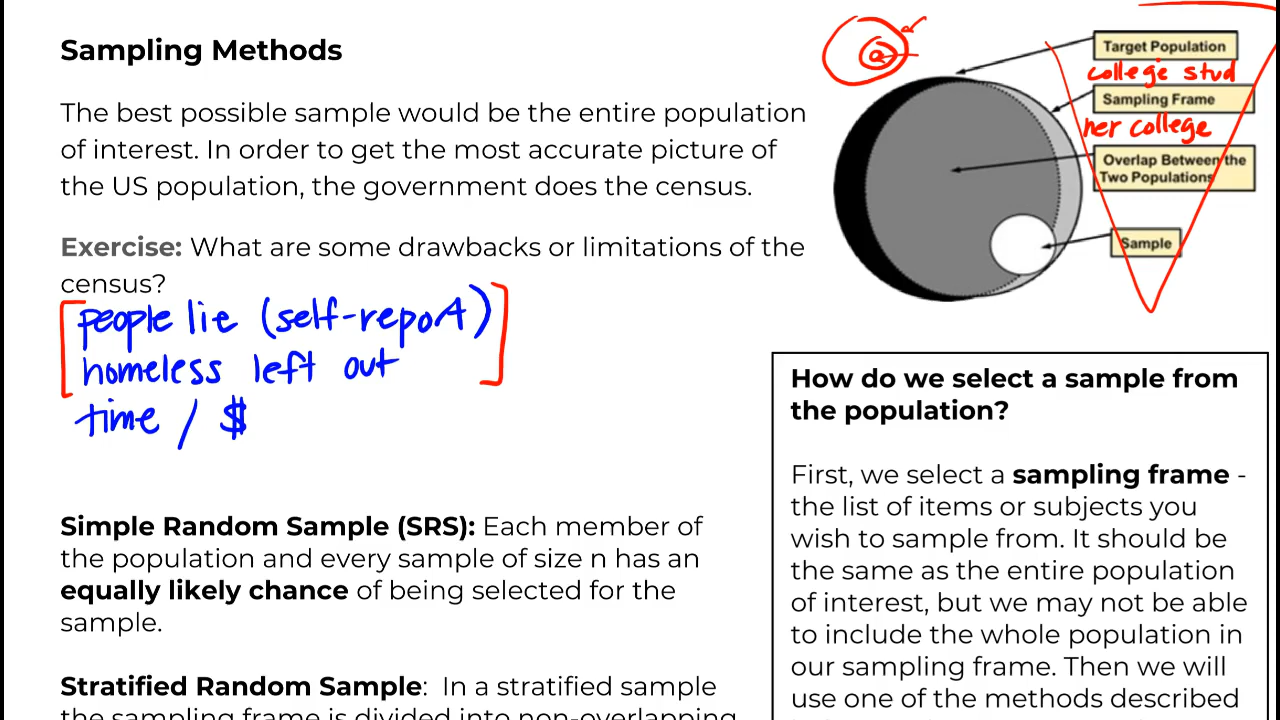 Sampling Methods
The best possible sample would be the entire population
of interest. In order to get the most accurate picture of
the US population, the government does the census.
Exercise: What are some drawbacks or limitations of the
census?
people lie (self-report)
homeless left out
time / $
Simple Random Sample (SRS): Each member of
the population and every sample of size n has an
equally likely chance of being selected for the
sample.
Stratified Random Sample: In a stratified sample
the sampling frame is divided into non-overlapping
Target Population
college stud
Sampling Frame
her college
Overlap Between the
Two Populations
Sample
How do we select a sample from
the population?
First, we select a sampling frame -
the list of items or subjects you
wish to sample from. It should be
the same as the entire population
of interest, but we may not be able
to include the whole population in
our sampling frame. Then we will
use one of the methods described